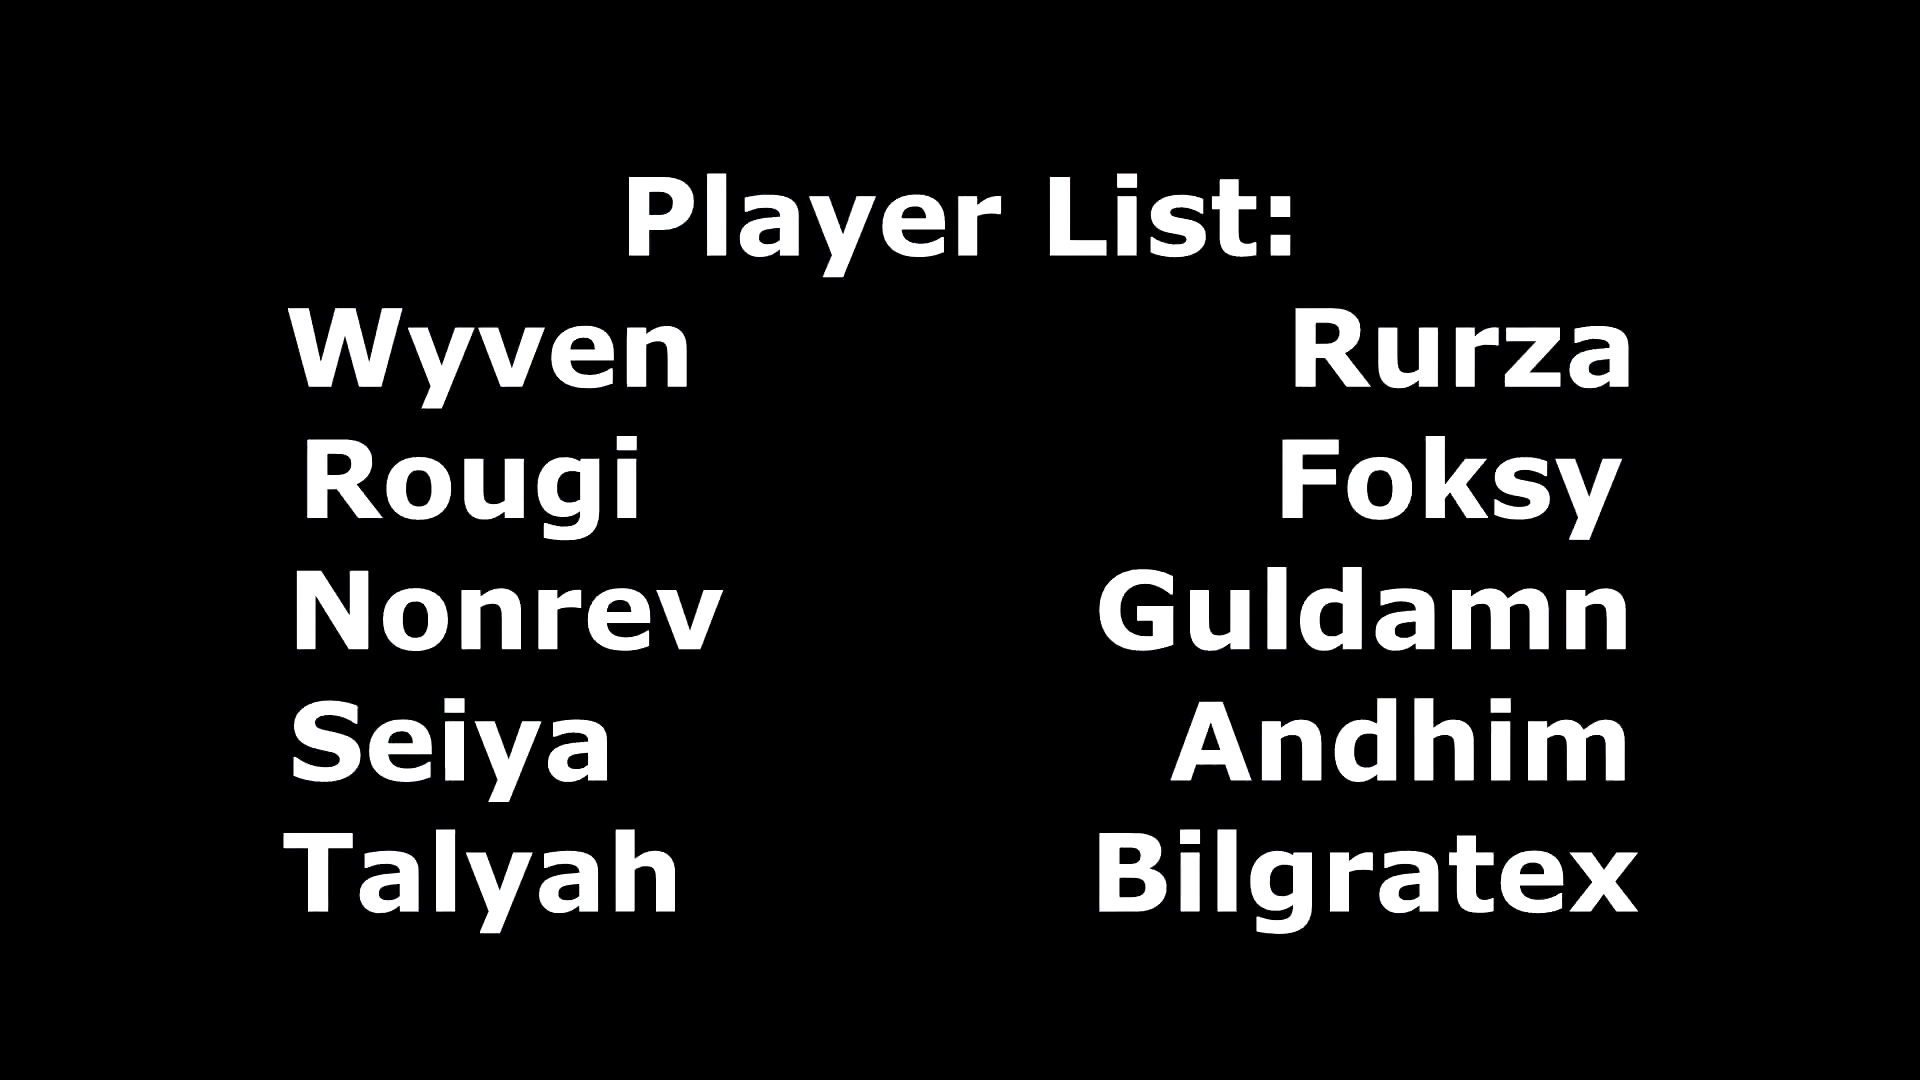 Player List:
Wyven Rurza
Rougi Foksy
Nonrev Guldamn
Seiya Andhim
Talyah Bilgratex